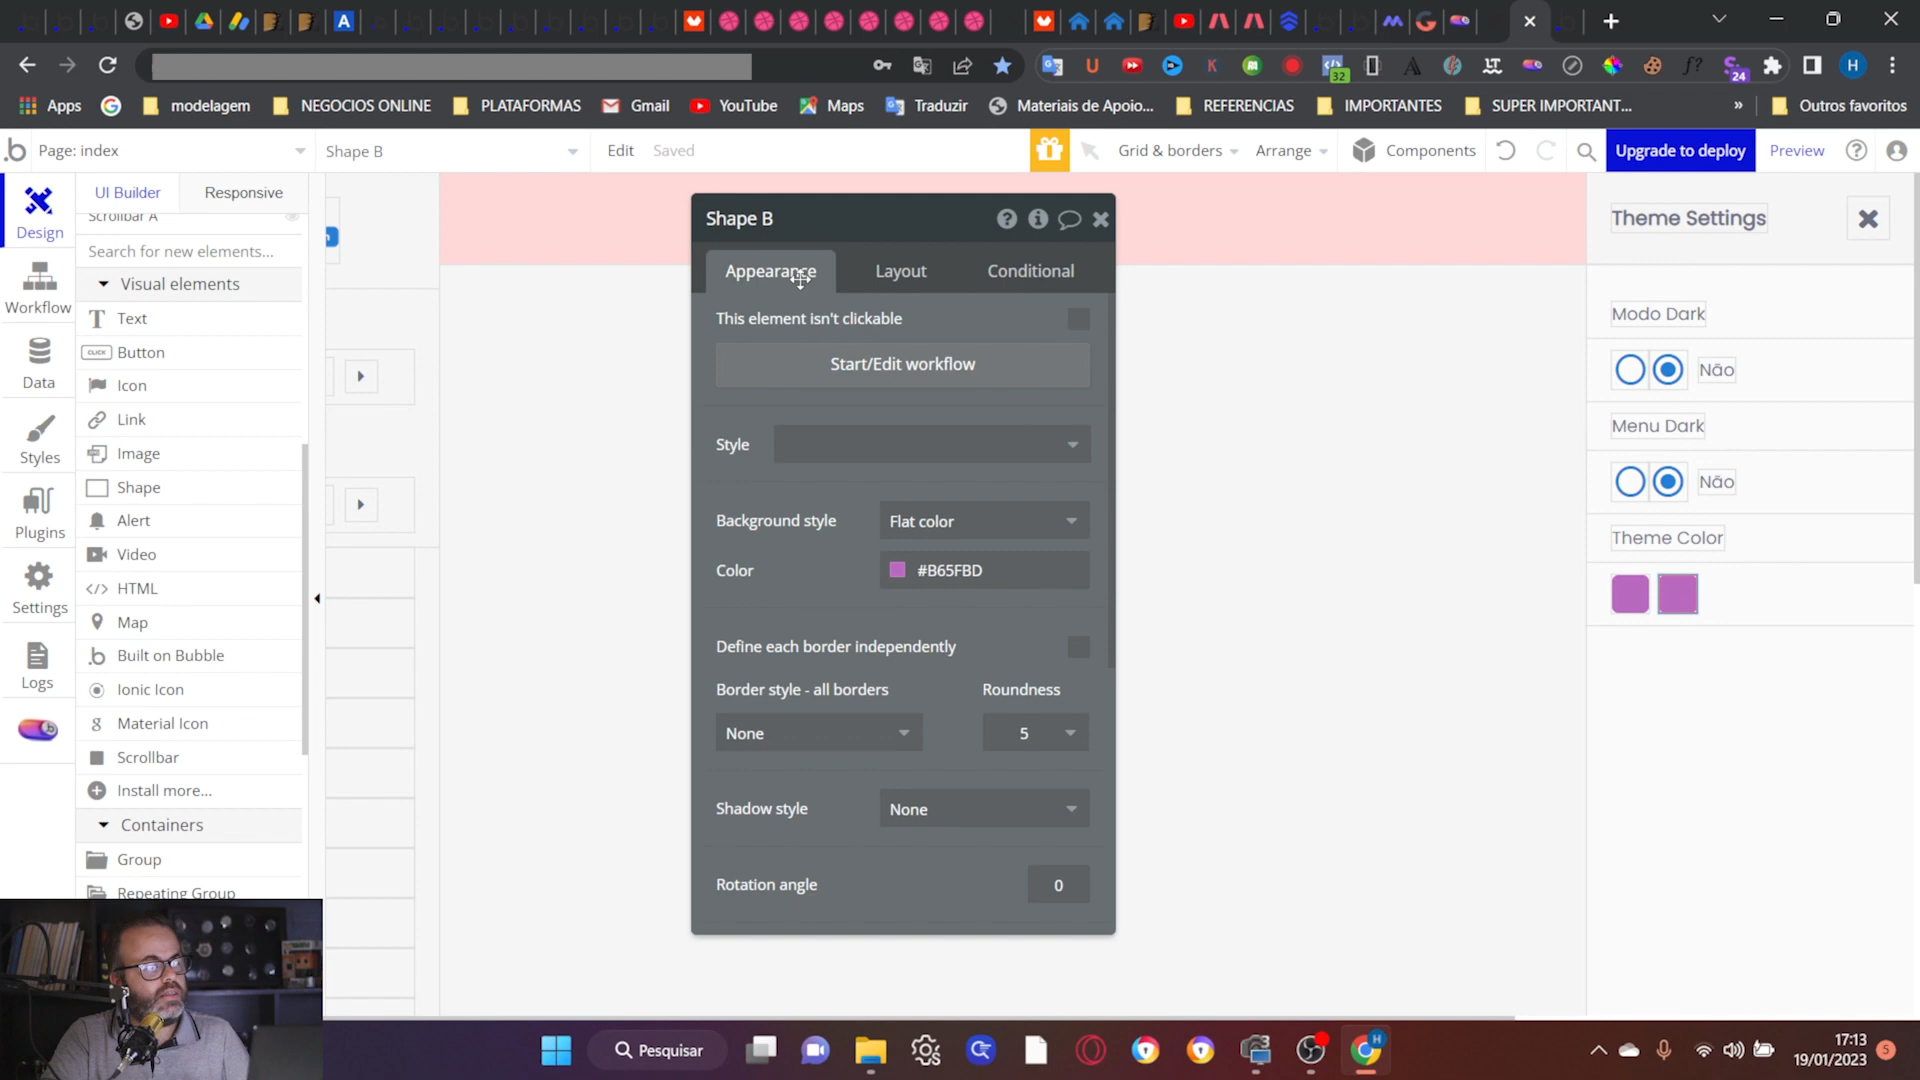 A
U
K
32
A
LT
ƒ?
24
H
Apps
modelagem
NEGOCIOS ONLINE
PLATAFORMAS
Gmail
YouTube
Maps
Traduzir
Materiais de Apoio...
REFERENCIAS
IMPORTANTES
SUPER IMPORTANT...
»
Outros favoritos
Page: index
Shape B
Edit
Saved
Grid & borders
Arrange
Components
Upgrade to deploy
Preview
UI Builder
Responsive
Design
Workflow
Data
Styles
Plugins
Settings
Logs
Scrollbar A
Search for new elements...
Visual elements
Text
CLICK Button
Icon
Link
Image
Shape
Alert
Video
</> HTML
Map
Built on Bubble
Ionic Icon
Material Icon
Scrollbar
Install more...
Containers
Group
Repeating Group
Shape B
Appearance
Layout
Conditional
This element isn't clickable
Start/Edit workflow
Style
Background style
Flat color
Color
#B65FBD
Define each border independently
Border style - all borders
Roundness
None
5
Shadow style
None
Rotation angle
0
Theme Settings
Modo Dark
Não
Menu Dark
Não
Theme Color
Pesquisar
H
17:13
19/01/2023
5